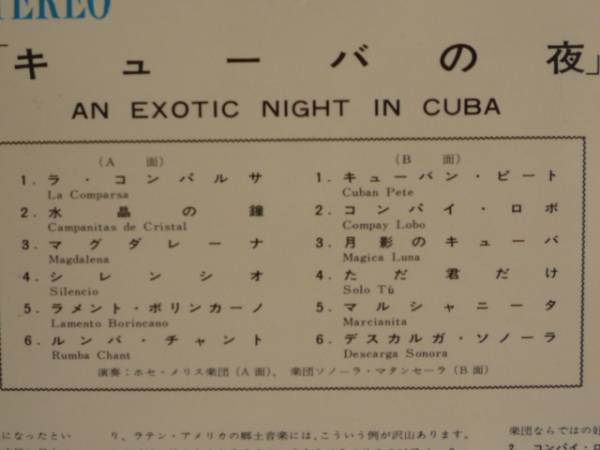 STEREO
「キューバの夜」
AN EXOTIC NIGHT IN CUBA
(A 面)
1. ラ・コンパルサ
La Comparsa
2. 水晶の鐘
Campanitas de Cristal
3. マグダレーナ
Magdalena
4. シレンシオ
Silencio
5. ラメント・ボリンカーノ
Lamento Borincano
6. ルンバ・チャント
Rumba Chant
(B 面)
1. キューバン・ピート
Cuban Pete
2. コンパイ・ロボ
Compay Lobo
3. 月影のキューバ
Magica Luna
4. ただ君だけ
Solo Tú
5. マルシャニータ
Marcianita
6. デスカルガ・ソノーラ
Descarga Sonora
演奏:ホセ・メリス楽団(A面)、楽団ソノーラ・マタンセーラ(B面)
になったとい
り、ラテン・アメリカの郷土音楽には、こういう例が沢山あります。
楽団ならではの好
2. コンパイ・ロ